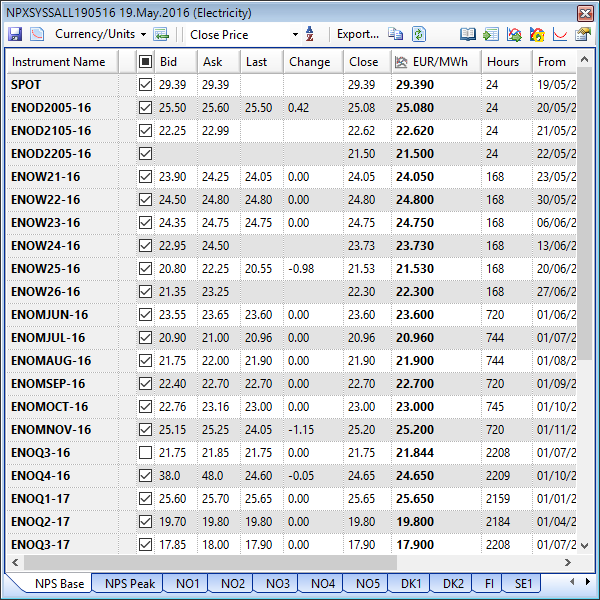 NPXSYSSALL190516 19.May.2016 (Electricity)
Currency/Units Close Price Export...
Instrument Name Bid Ask Last Change Close EUR/MWh Hours From
SPOT 29.39 29.39 29.39 29.390 24 19/05/2
ENOD2005-16 25.50 25.60 25.50 0.42 25.08 25.080 24 20/05/2
ENOD2105-16 22.25 22.99 22.62 22.620 24 21/05/2
ENOD2205-16 21.50 21.500 24 22/05/2
ENOW21-16 23.90 24.25 24.05 0.00 24.05 24.050 168 23/05/2
ENOW22-16 24.50 24.80 24.80 0.00 24.80 24.800 168 30/05/2
ENOW23-16 24.35 24.75 24.75 0.00 24.75 24.750 168 06/06/2
ENOW24-16 22.95 24.50 23.73 23.730 168 13/06/2
ENOW25-16 20.80 22.25 20.55 -0.98 21.53 21.530 168 20/06/2
ENOW26-16 21.35 23.25 22.30 22.300 168 27/06/2
ENOMJUN-16 23.55 23.65 23.60 0.00 23.60 23.600 720 01/06/2
ENOMJUL-16 20.90 21.00 20.96 0.00 20.96 20.960 744 01/07/2
ENOMAUG-16 21.75 22.00 21.90 0.00 21.90 21.900 744 01/08/2
ENOMSEP-16 22.40 22.70 22.70 0.00 22.70 22.700 720 01/09/2
ENOMOCT-16 22.76 23.16 23.00 0.00 23.00 23.000 745 01/10/2
ENOMNOV-16 25.15 25.25 24.05 -1.15 25.20 25.200 720 01/11/2
ENOQ3-16 21.75 21.85 21.75 0.00 21.75 21.844 2208 01/07/2
ENOQ4-16 38.0 48.0 24.60 -0.05 24.65 24.650 2209 01/10/2
ENOQ1-17 25.60 25.70 25.65 0.00 25.65 25.650 2159 01/01/2
ENOQ2-17 19.70 19.80 19.80 0.00 19.80 19.800 2184 01/04/2
ENOQ3-17 17.85 18.00 17.90 0.00 17.90 17.900 2208 01/07/2
NPS Base NPS Peak NO1 NO2 NO3 NO4 NO5 DK1 DK2 FI SE1